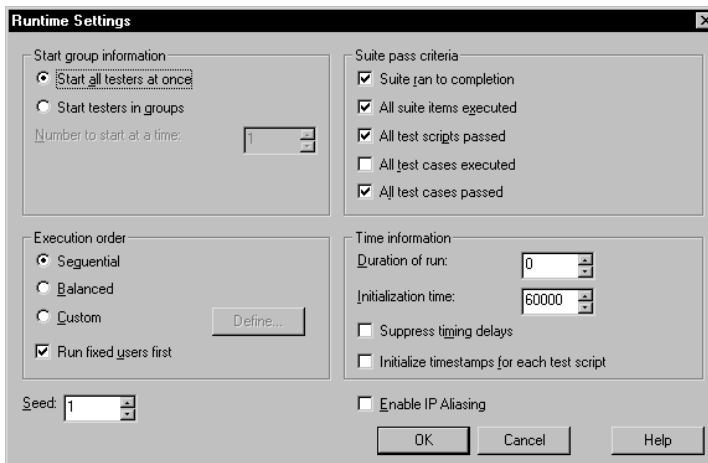 Runtime Settings
Start group information
Start all testers at once
Start testers in groups
Number to start at a time:
1
Suite pass criteria
Suite ran to completion
All suite items executed
All test scripts passed
All test cases executed
All test cases passed
Execution order
Sequential
Balanced
Custom
Define...
Run fixed users first
Time information
Duration of run:
0
Initialization time:
60000
Suppress timing delays
Initialize timestamps for each test script
Seed:
1
Enable IP Aliasing
OK
Cancel
Help